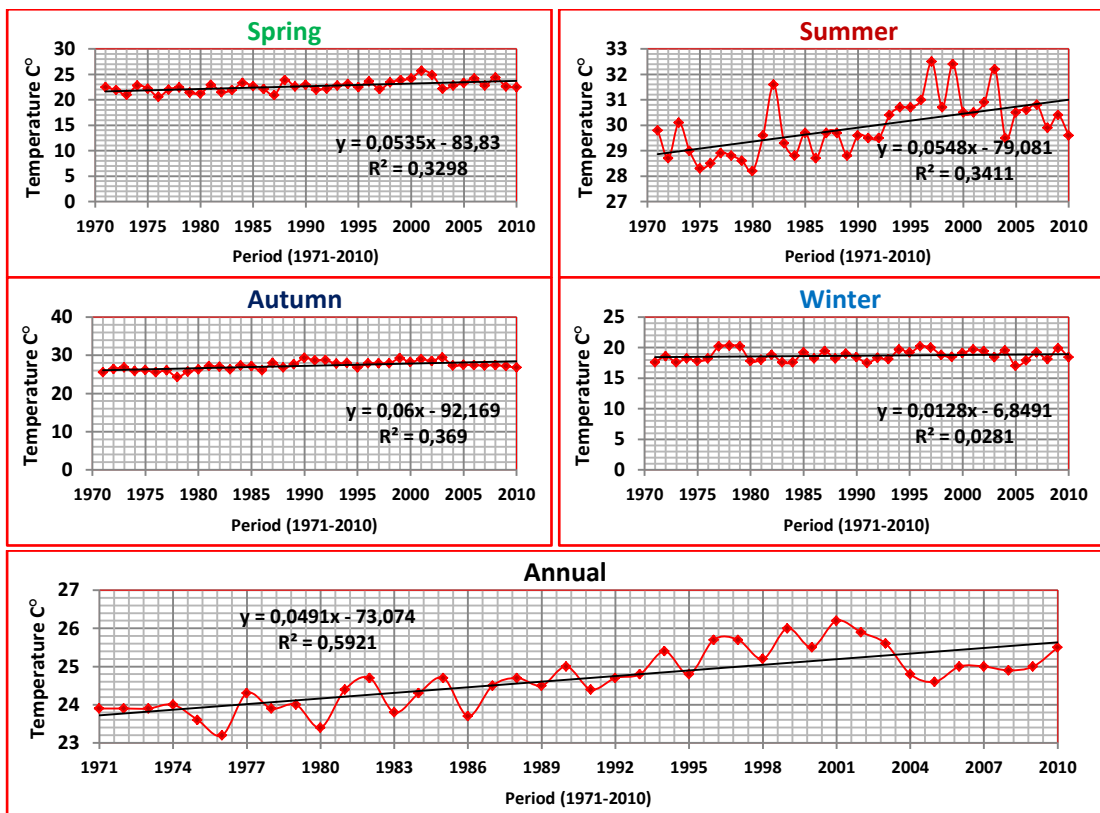 Spring
Temperature C°
30
25
20
15
10
5
0
y = 0,0535x - 83,83
R² = 0,3298
1970 1975 1980 1985 1990 1995 2000 2005 2010
Period (1971-2010)
Summer
Temperature C°
33
32
31
30
29
28
27
y = 0,0548x - 79,081
R² = 0,3411
1970 1975 1980 1985 1990 1995 2000 2005 2010
Period (1971-2010)
Autumn
Temperature C°
40
30
20
10
0
y = 0,06x - 92,169
R² = 0,369
1970 1975 1980 1985 1990 1995 2000 2005 2010
Period (1971-2010)
Winter
Temperature C°
25
20
15
10
5
0
y = 0,0128x - 6,8491
R² = 0,0281
1970 1975 1980 1985 1990 1995 2000 2005 2010
Period (1971-2010)
Annual
Temperature C°
27
26
25
24
23
y = 0,0491x - 73,074
R² = 0,5921
1971 1974 1977 1980 1983 1986 1989 1992 1995 1998 2001 2004 2007 2010
Period (1971-2010)